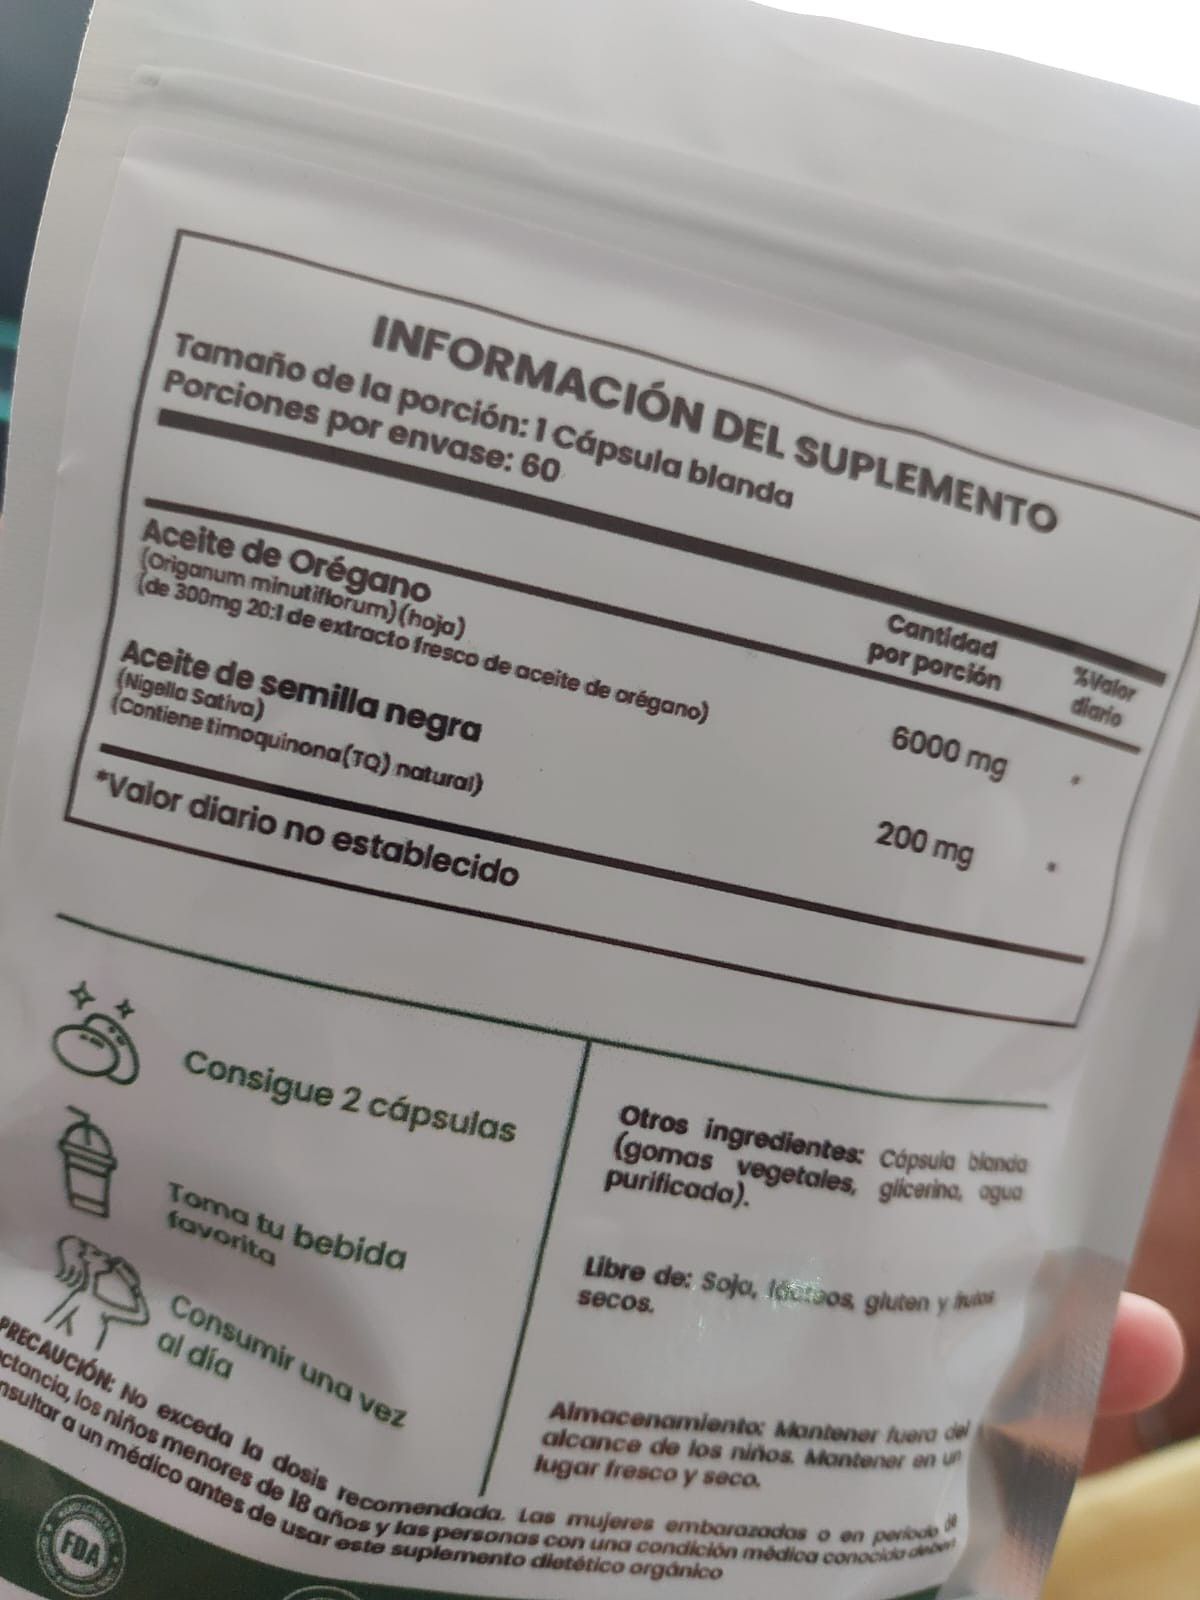 INFORMACIÓN DEL SUPLEMENTO
Tamaño de la porción: 1 Cápsula blanda
Porciones por envase: 60
Cantidad
por porción
%Valor
diario
Aceite de Orégano
(Origanum minutiflorum)(hoja)
(de 300mg 20:1 de extracto fresco de aceite de orégano)
6000 mg
*
Aceite de semilla negra
(Nigella Sativa)
(Contiene timoquinona(TQ) natural)
200 mg
*
*Valor diario no establecido
Consigue 2 cápsulas
Toma tu bebida
favorita
Consumir una vez
al día
Otros ingredientes: Cápsula blanda
(gomas vegetales, glicerina, agua
purificada).
Libre de: Soja, lácteos, gluten y frutos
secos.
Almacenamiento: Mantener fuera del
alcance de los niños. Mantener en un
lugar fresco y seco.
PRECAUCIÓN: No exceda la dosis recomendada. Las mujeres embarazadas o en período de
los niños menores de 18 años y las personas con una condición médica conocida deben
a un médico antes de usar este suplemento dietético orgánico
FDA